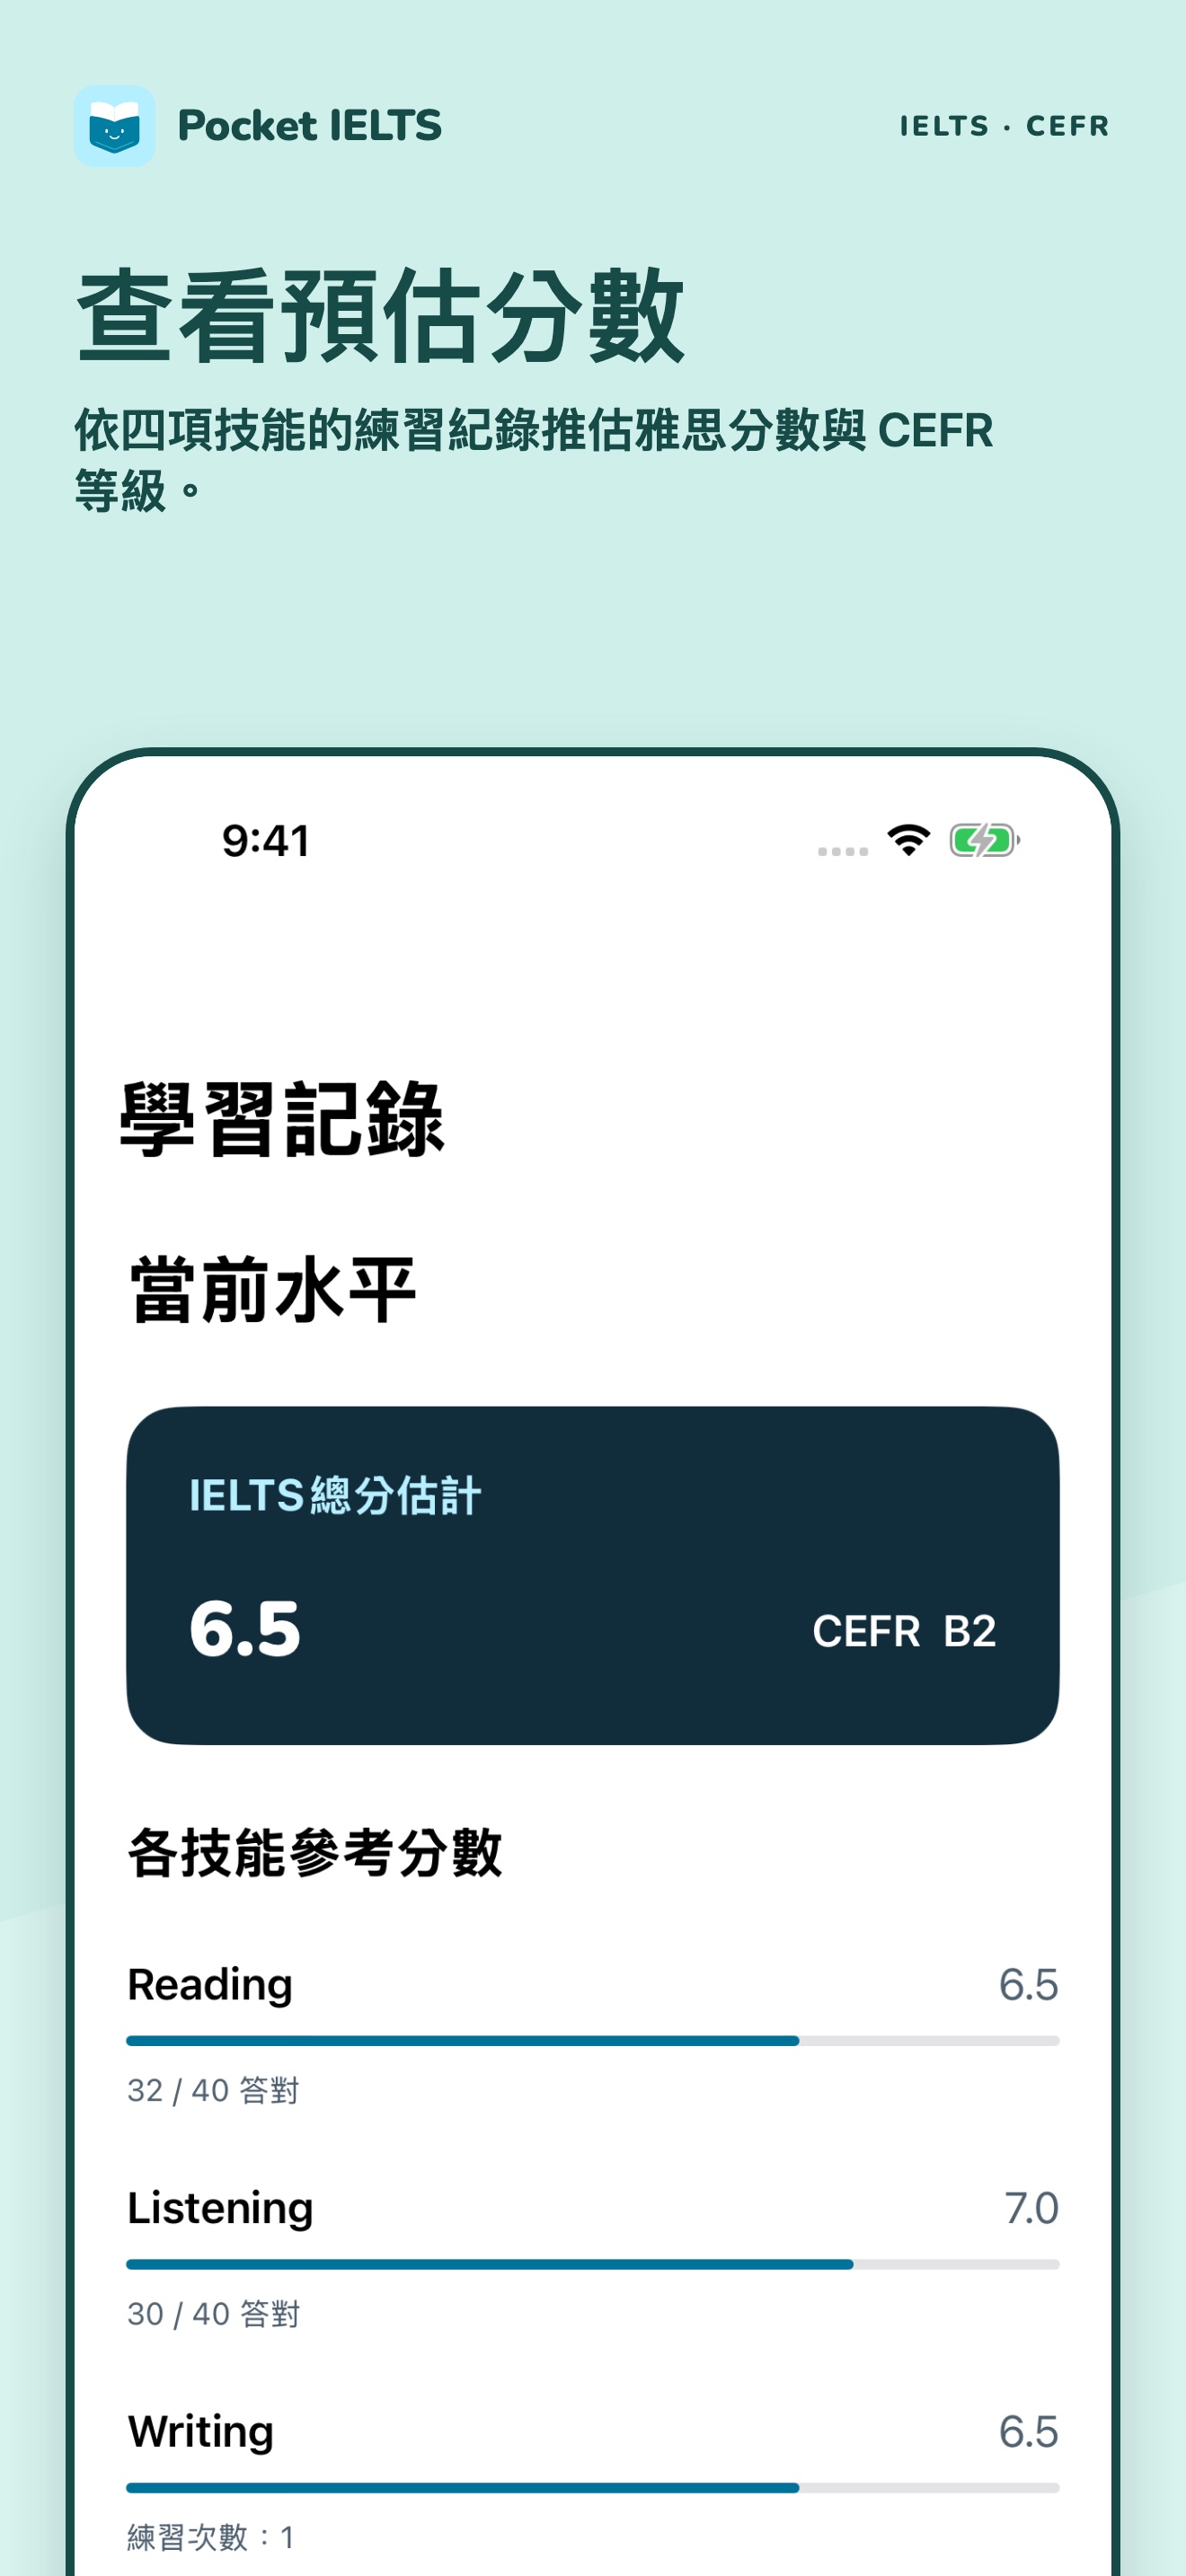 Pocket IELTS
IELTS · CEFR
查看預估分數
依四項技能的練習紀錄推估雅思分數與 CEFR
等級。
9:41
學習記錄
當前水平
IELTS總分估計
6.5
CEFR B2
各技能參考分數
Reading
6.5
32 / 40 答對
Listening
7.0
30 / 40 答對
Writing
6.5
練習次數：1